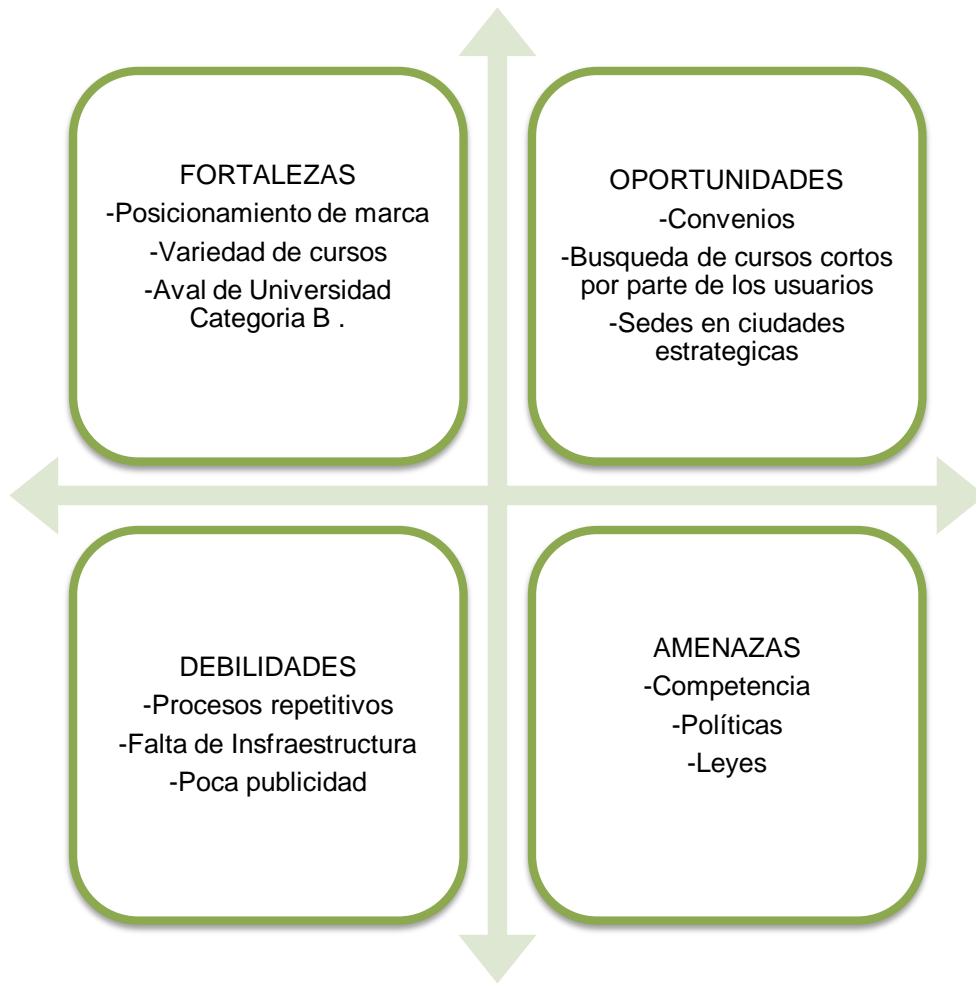 FORTALEZAS
-Posicionamiento de marca
-Variedad de cursos
-Aval de Universidad
Categoria B .
OPORTUNIDADES
-Convenios
-Busqueda de cursos cortos
por parte de los usuarios
-Sedes en ciudades
estrategicas
DEBILIDADES
-Procesos repetitivos
-Falta de Insfraestructura
-Poca publicidad
AMENAZAS
-Competencia
-Políticas
-Leyes